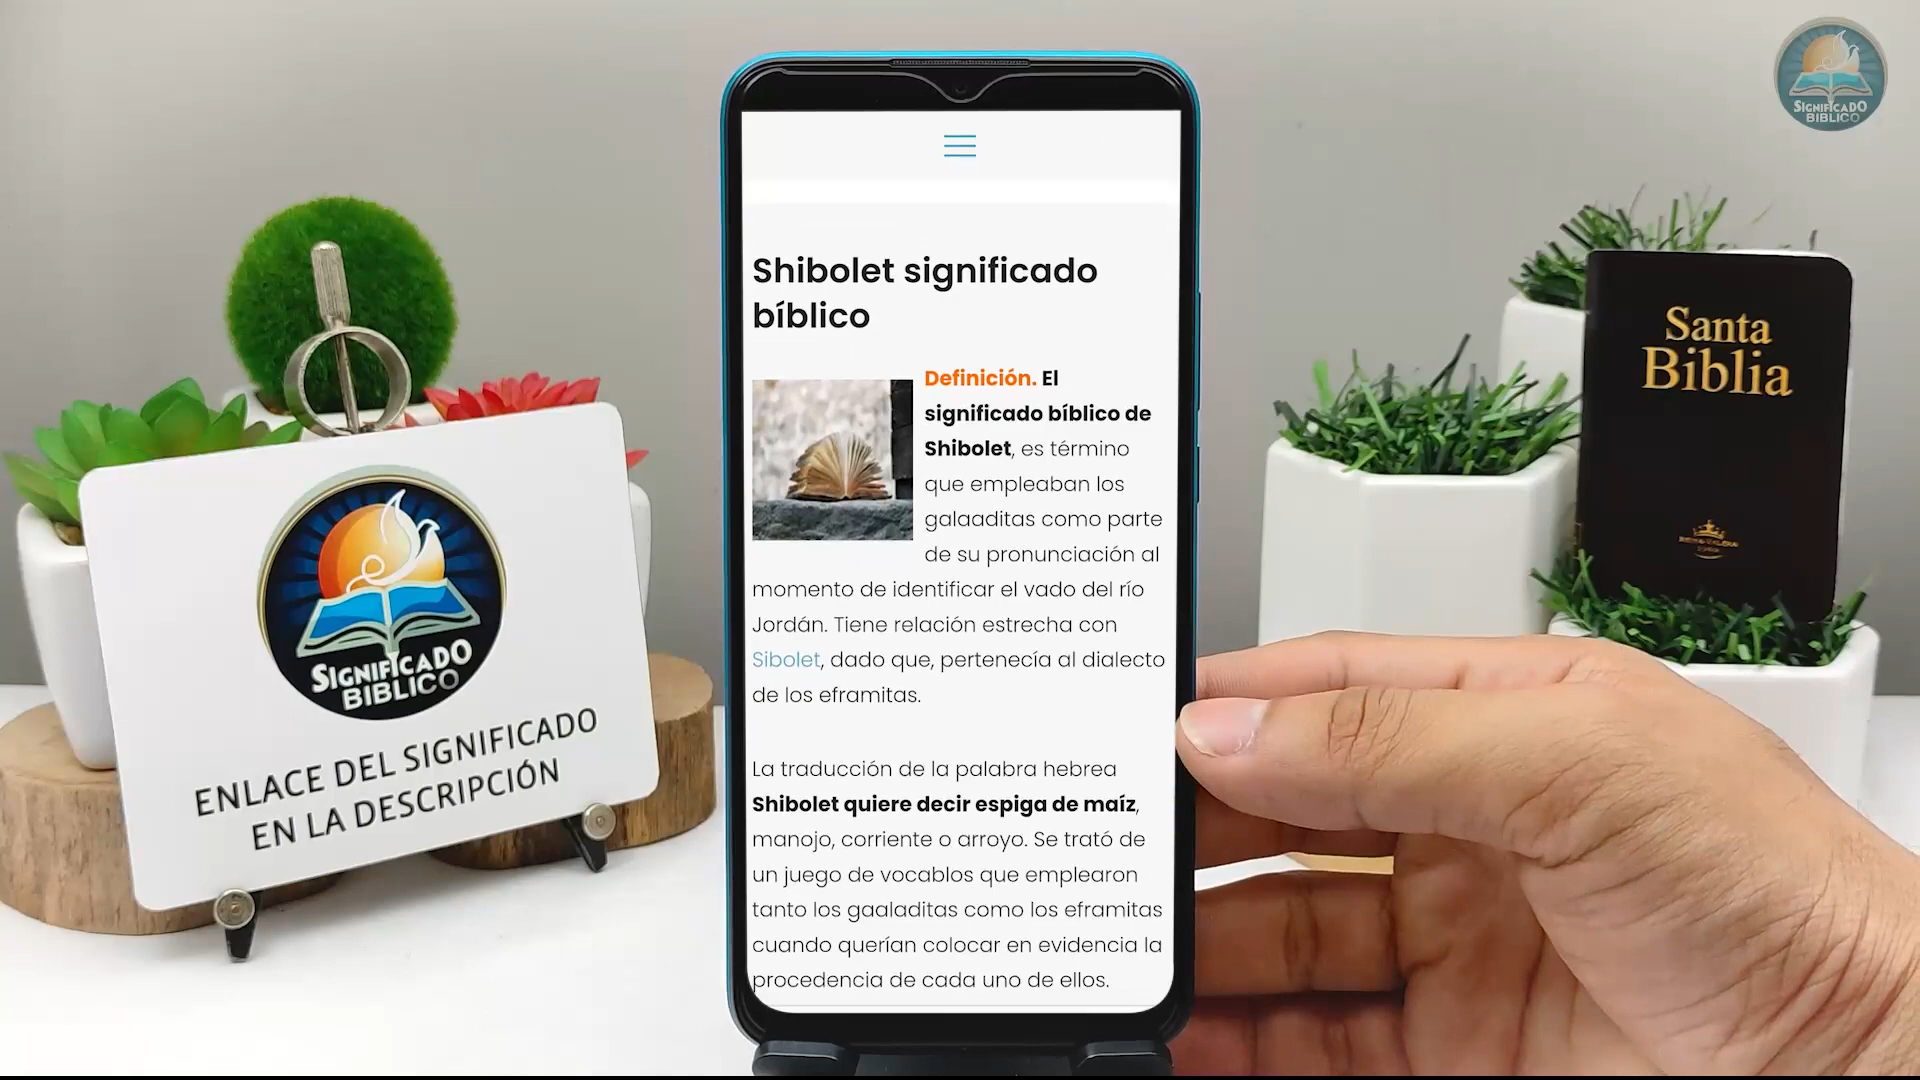 SIGNIFICADO
BIBLICO
Shibolet significado
bíblico
Definición. El
significado bíblico de
Shibolet, es término
que empleaban los
galaaditas como parte
de su pronunciación al
momento de identificar el vado del río
Jordán. Tiene relación estrecha con
Sibolet, dado que, pertenecía al dialecto
de los eframitas.
La traducción de la palabra hebrea
Shibolet quiere decir espiga de maíz,
manojo, corriente o arroyo. Se trató de
un juego de vocablos que emplearon
tanto los gaaladitas como los eframitas
cuando querían colocar en evidencia la
procedencia de cada uno de ellos.
SIGNIFICADO
BIBLICO
ENLACE DEL SIGNIFICADO
EN LA DESCRIPCIÓN
Santa
Biblia